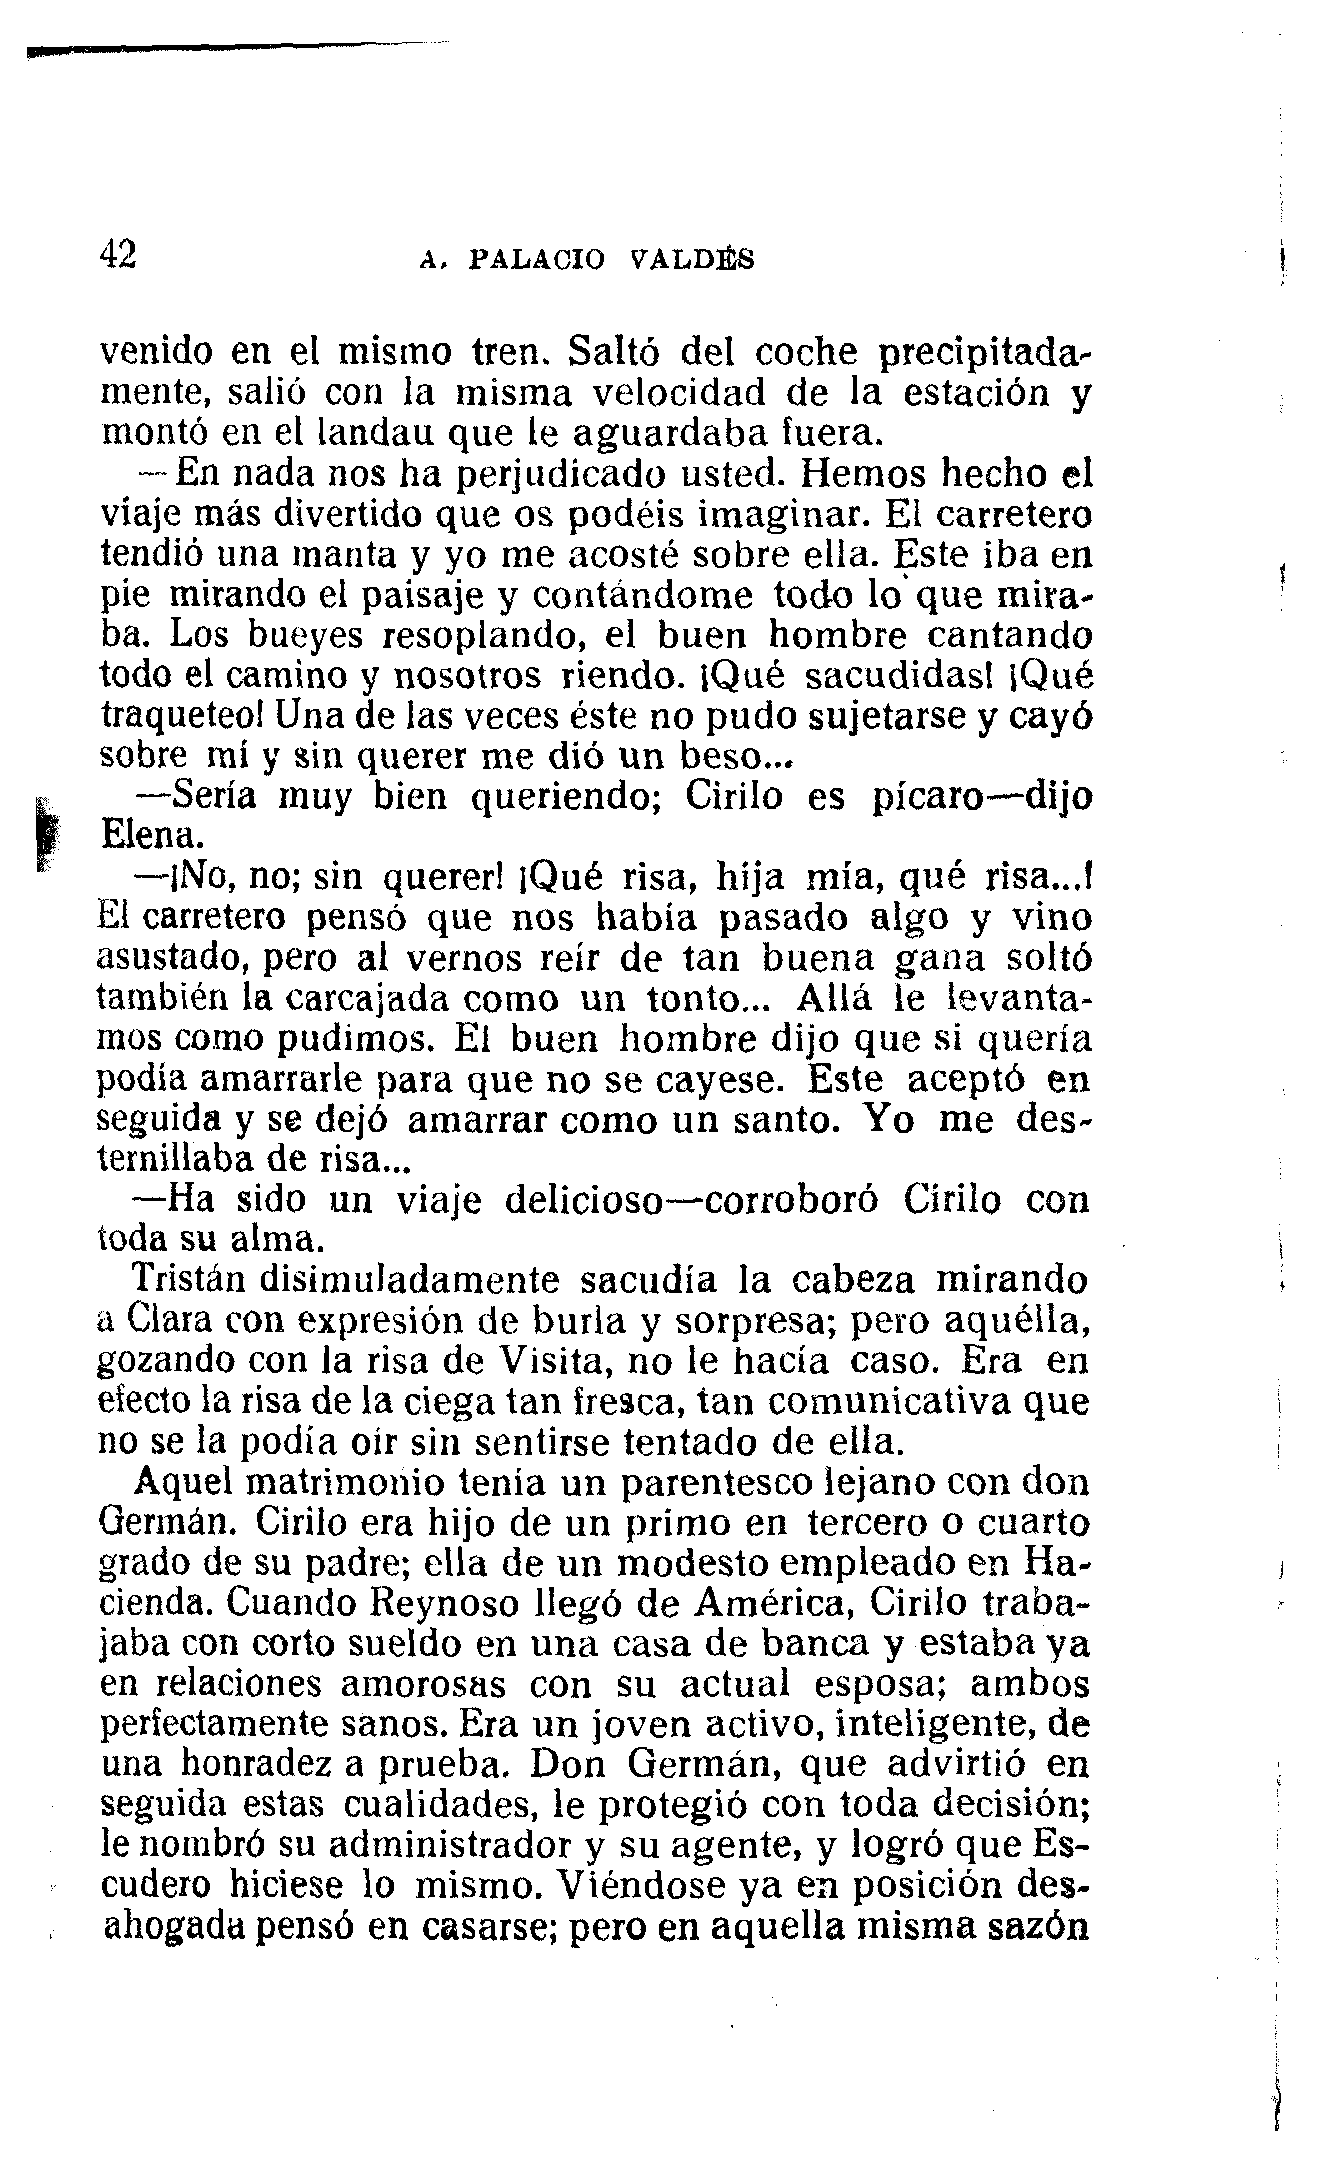 42 A. PALACIO VALDÉS
venido en el mismo tren. Saltó del coche precipitada-
mente, salió con la misma velocidad de la estación y
montó en el landau que le aguardaba fuera.
—En nada nos ha perjudicado usted. Hemos hecho el
viaje más divertido que os podéis imaginar. El carretero
tendió una manta y yo me acosté sobre ella. Este iba en
pie mirando el paisaje y contándome todo lo que mira-
ba. Los bueyes resoplando, el buen hombre cantando
todo el camino y nosotros riendo. ¡Qué sacudidas! ¡Qué
traqueteo! Una de las veces éste no pudo sujetarse y cayó
sobre mí y sin querer me dió un beso...
—Sería muy bien queriendo; Cirilo es pícaro—dijo
Elena.
—¡No, no; sin querer! ¡Qué risa, hija mía, qué risa...!
El carretero pensó que nos había pasado algo y vino
asustado, pero al vernos reír de tan buena gana soltó
también la carcajada como un tonto... Allá le levanta-
mos como pudimos. El buen hombre dijo que si quería
podía amarrarle para que no se cayese. Este aceptó en
seguida y se dejó amarrar como un santo. Yo me des-
ternillaba de risa...
—Ha sido un viaje delicioso—corroboró Cirilo con
toda su alma.
Tristán disimuladamente sacudía la cabeza mirando
a Clara con expresión de burla y sorpresa; pero aquélla,
gozando con la risa de Visita, no le hacía caso. Era en
efecto la risa de la ciega tan fresca, tan comunicativa que
no se la podía oir sin sentirse tentado de ella.
Aquel matrimonio tenía un parentesco lejano con don
Germán. Cirilo era hijo de un primo en tercero o cuarto
grado de su padre; ella de un modesto empleado en Ha-
cienda. Cuando Reynoso llegó de América, Cirilo traba-
jaba con corto sueldo en una casa de banca y estaba ya
en relaciones amorosas con su actual esposa; ambos
perfectamente sanos. Era un joven activo, inteligente, de
una honradez a prueba. Don Germán, que advirtió en
seguida estas cualidades, le protegió con toda decisión;
le nombró su administrador y su agente, y logró que Es-
cudero hiciese lo mismo. Viéndose ya en posición des-
ahogada pensó en casarse; pero en aquella misma sazón